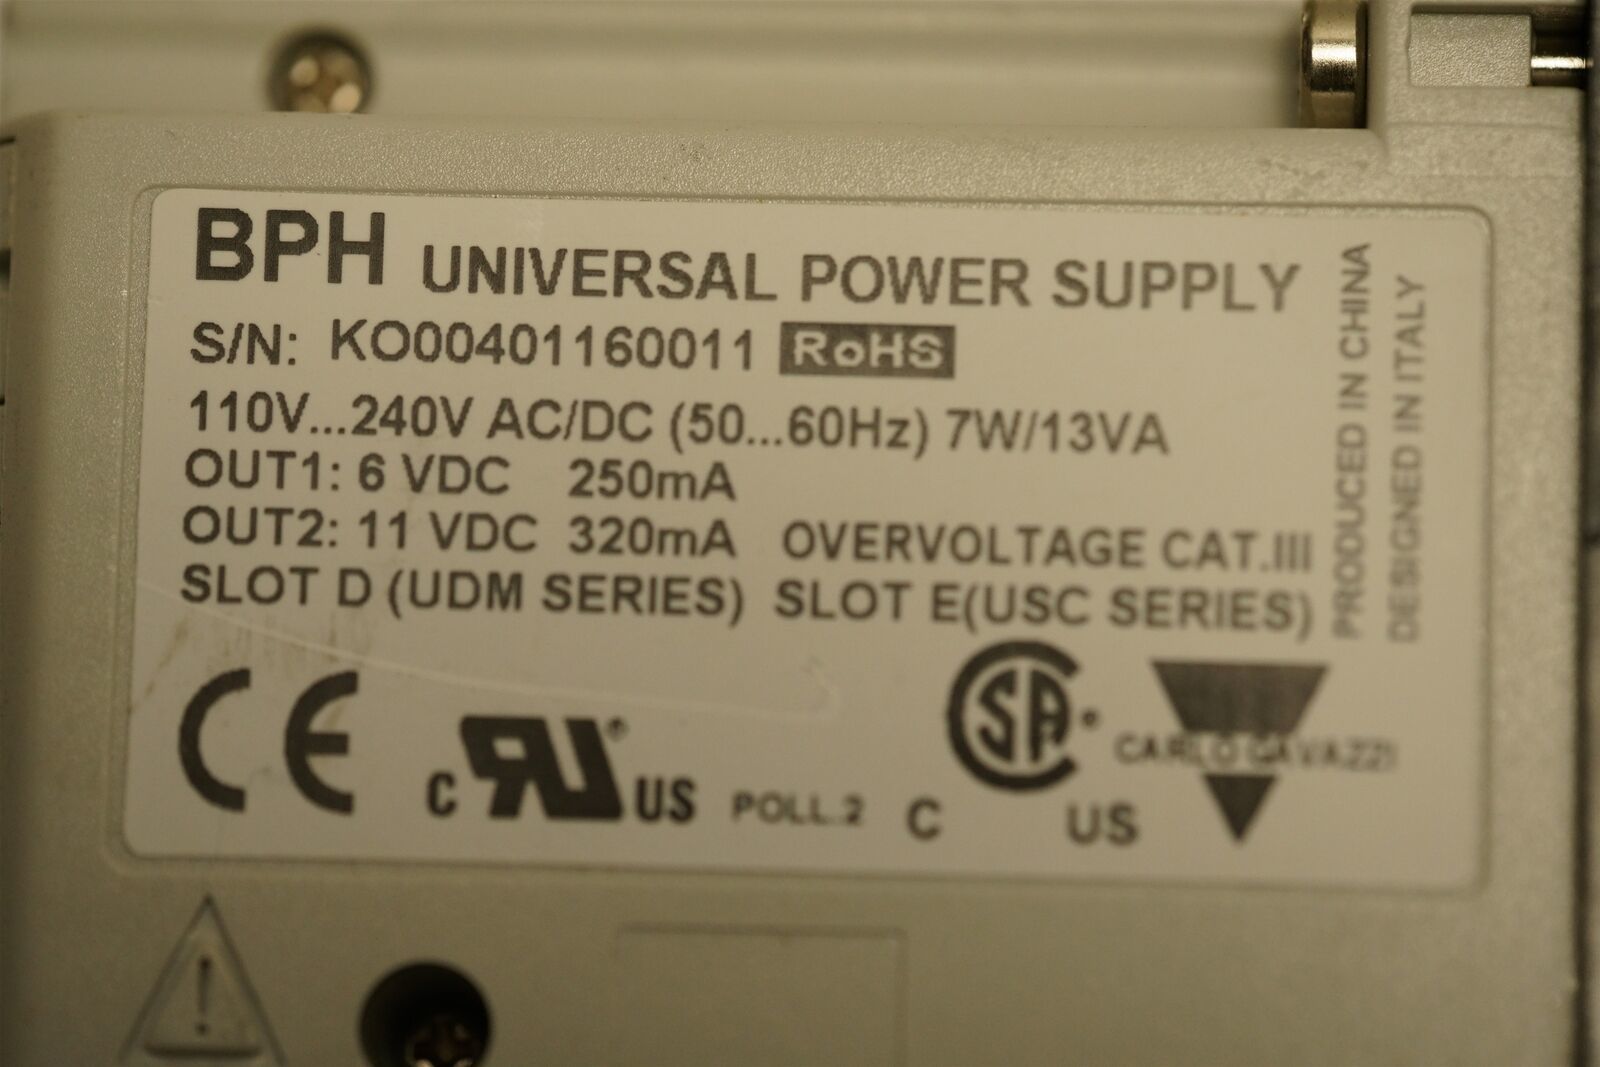 BPH UNIVERSAL POWER SUPPLY
S/N: KO00401160011 RoHS
110V...240V AC/DC (50...60Hz) 7W/13VA
OUT1: 6 VDC 250mA
OUT2: 11 VDC 320mA OVERVOLTAGE CAT.III
SLOT D (UDM SERIES) SLOT E(USC SERIES)
PRODUCED IN CHINA
DESIGNED IN ITALY
CE
C RU® US POLL.2 C SA® US
CARLO GAVAZZI
!